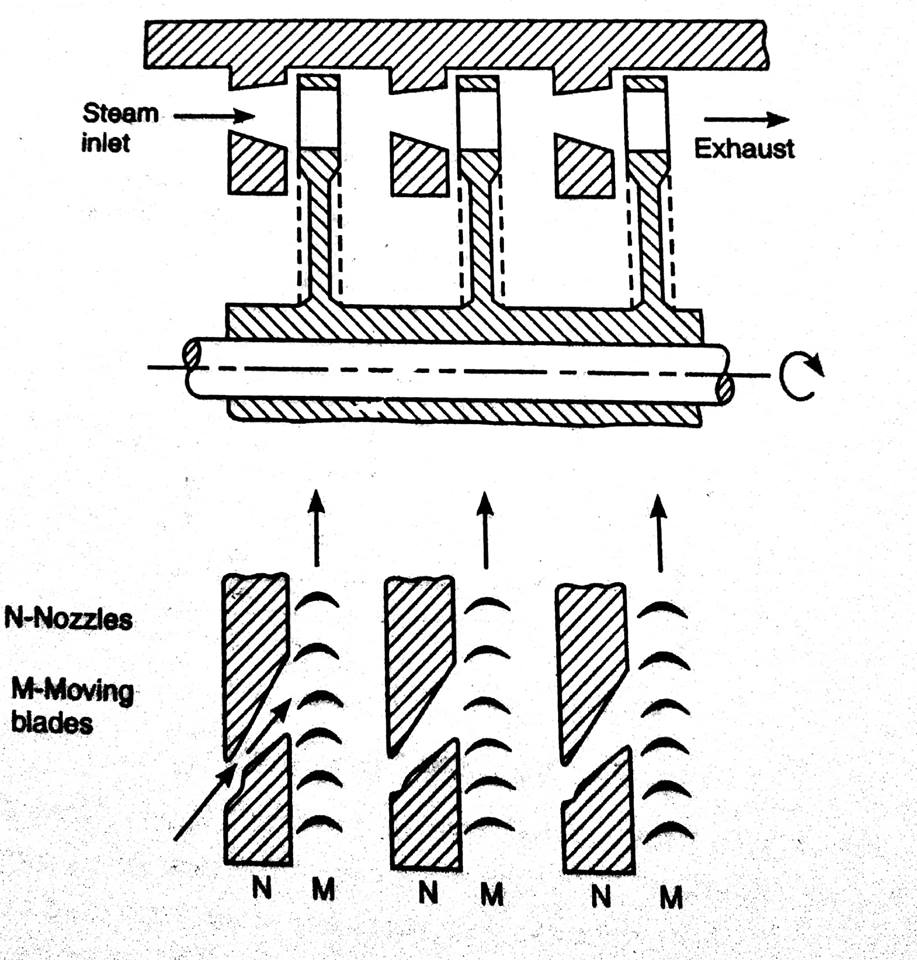 Steam
inlet
Exhaust
N-Nozzles
M-Moving
blades
N M N M N M